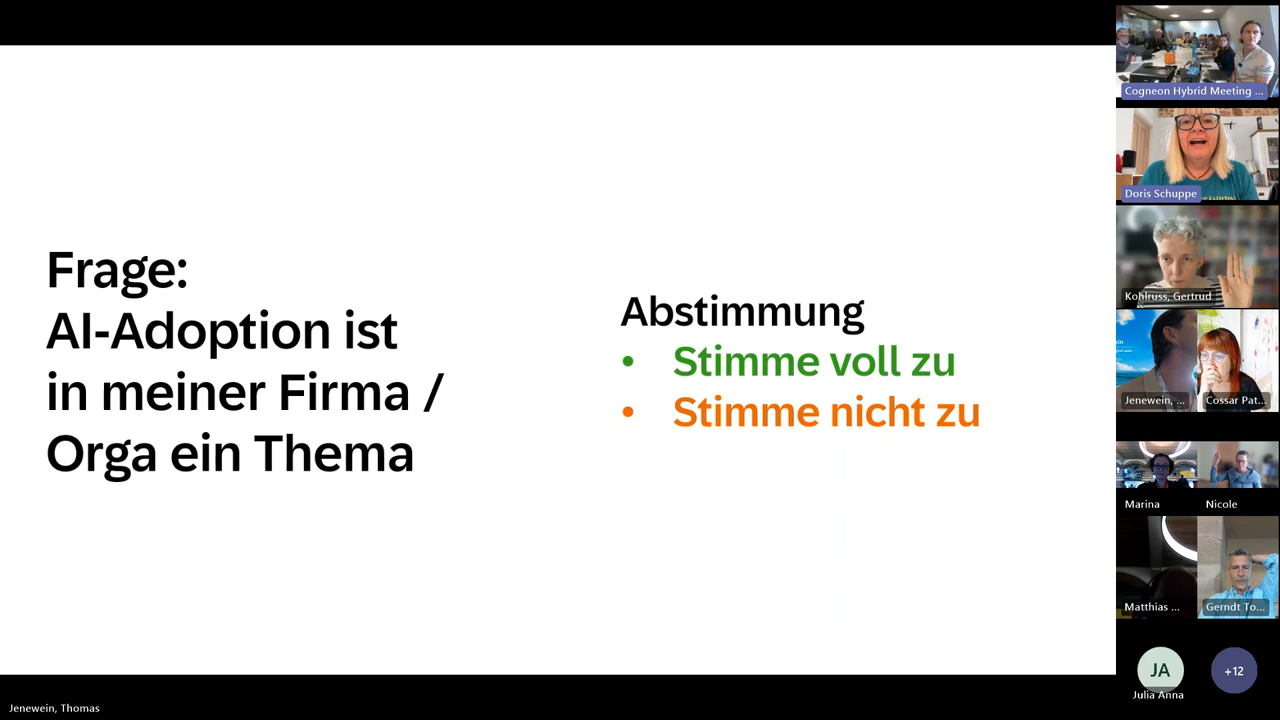 Frage:
AI-Adoption ist
in meiner Firma /
Orga ein Thema
Abstimmung
• Stimme voll zu
• Stimme nicht zu
Cogneon Hybrid Meeting ...
Doris Schuppe
Kohlruss, Gertrud
Jenewein, ...
Cossar Pat...
Marina
Nicole
Matthias ...
Gerndt To...
JA
+12
Julia Anna
Jenewein, Thomas